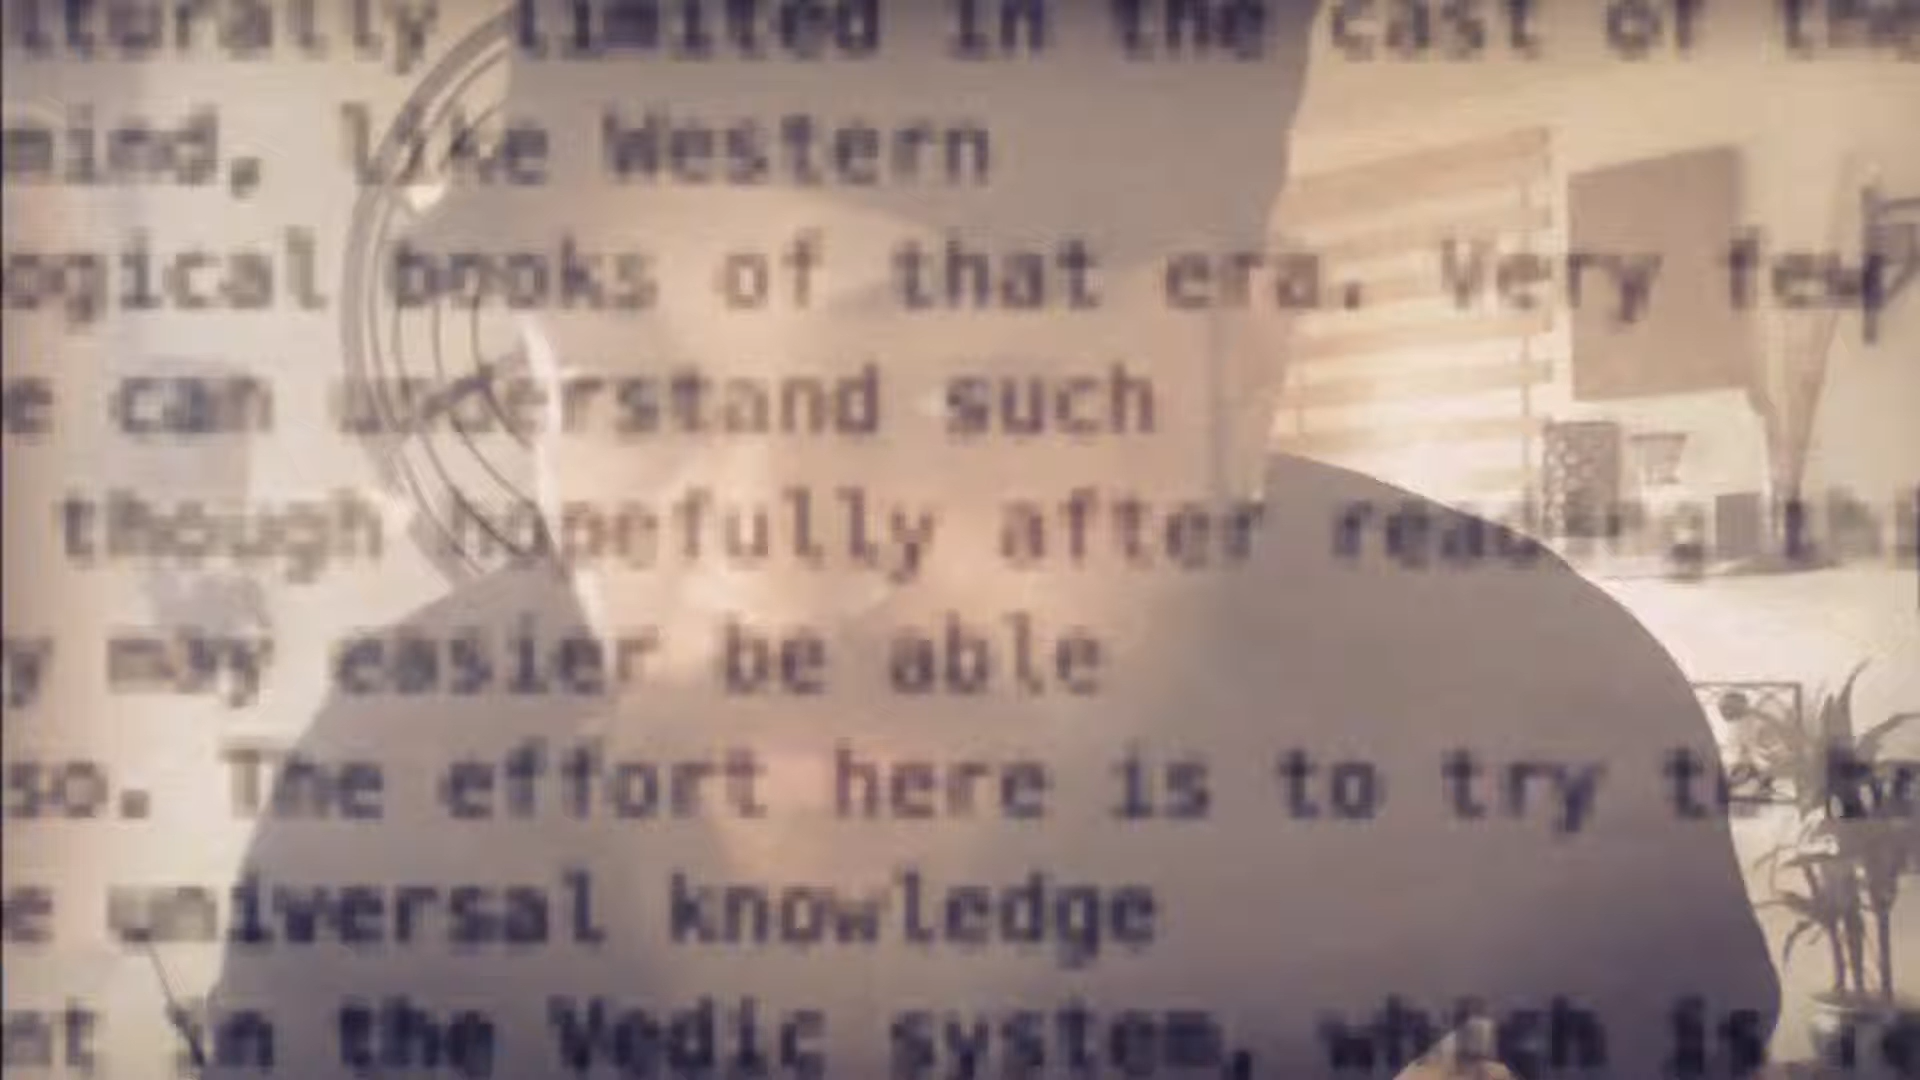 lturally limited in the cast of the
mind, like Western
ogical books of that era. Very few
e can understand such
though hopefully after reading
y may easier be able
so. The effort here is to try to
e universal knowledge
nt in the Vedic system, which is